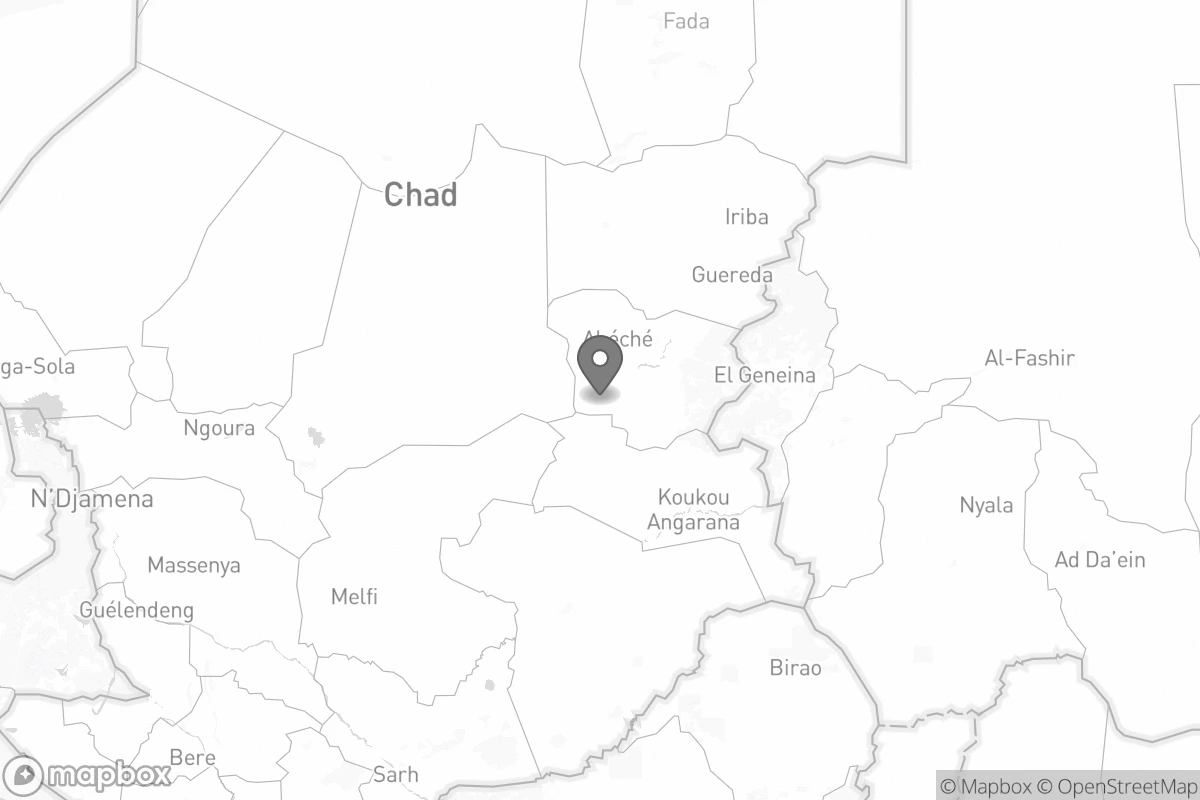 Fada
Chad
Iriba
Guereda
Abéché
Al-Fashir
ga-Sola
El Geneina
Ngoura
N'Djamena
Koukou
Angarana
Nyala
Massenya
Ad Da'ein
Melfi
Guélendeng
Birao
Bere
Sarh
mapbox
© Mapbox © OpenStreetMap